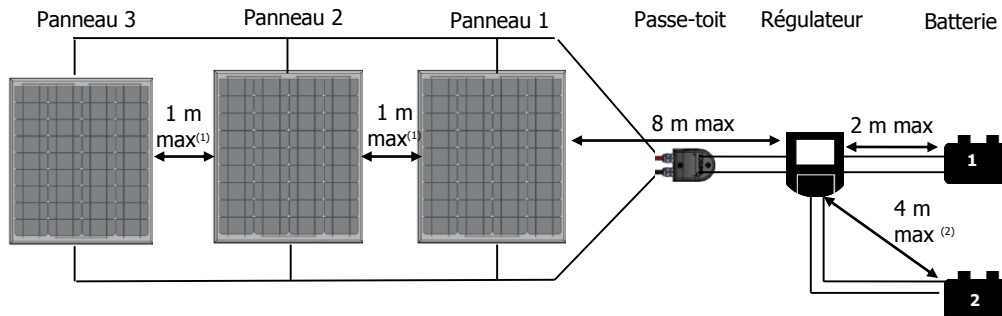 Panneau 3
Panneau 2
Panneau 1
Passe-toit
Régulateur
Batterie
1 m
max(1)
1 m
max(1)
8 m max
2 m max
1
4 m
max (2)
2